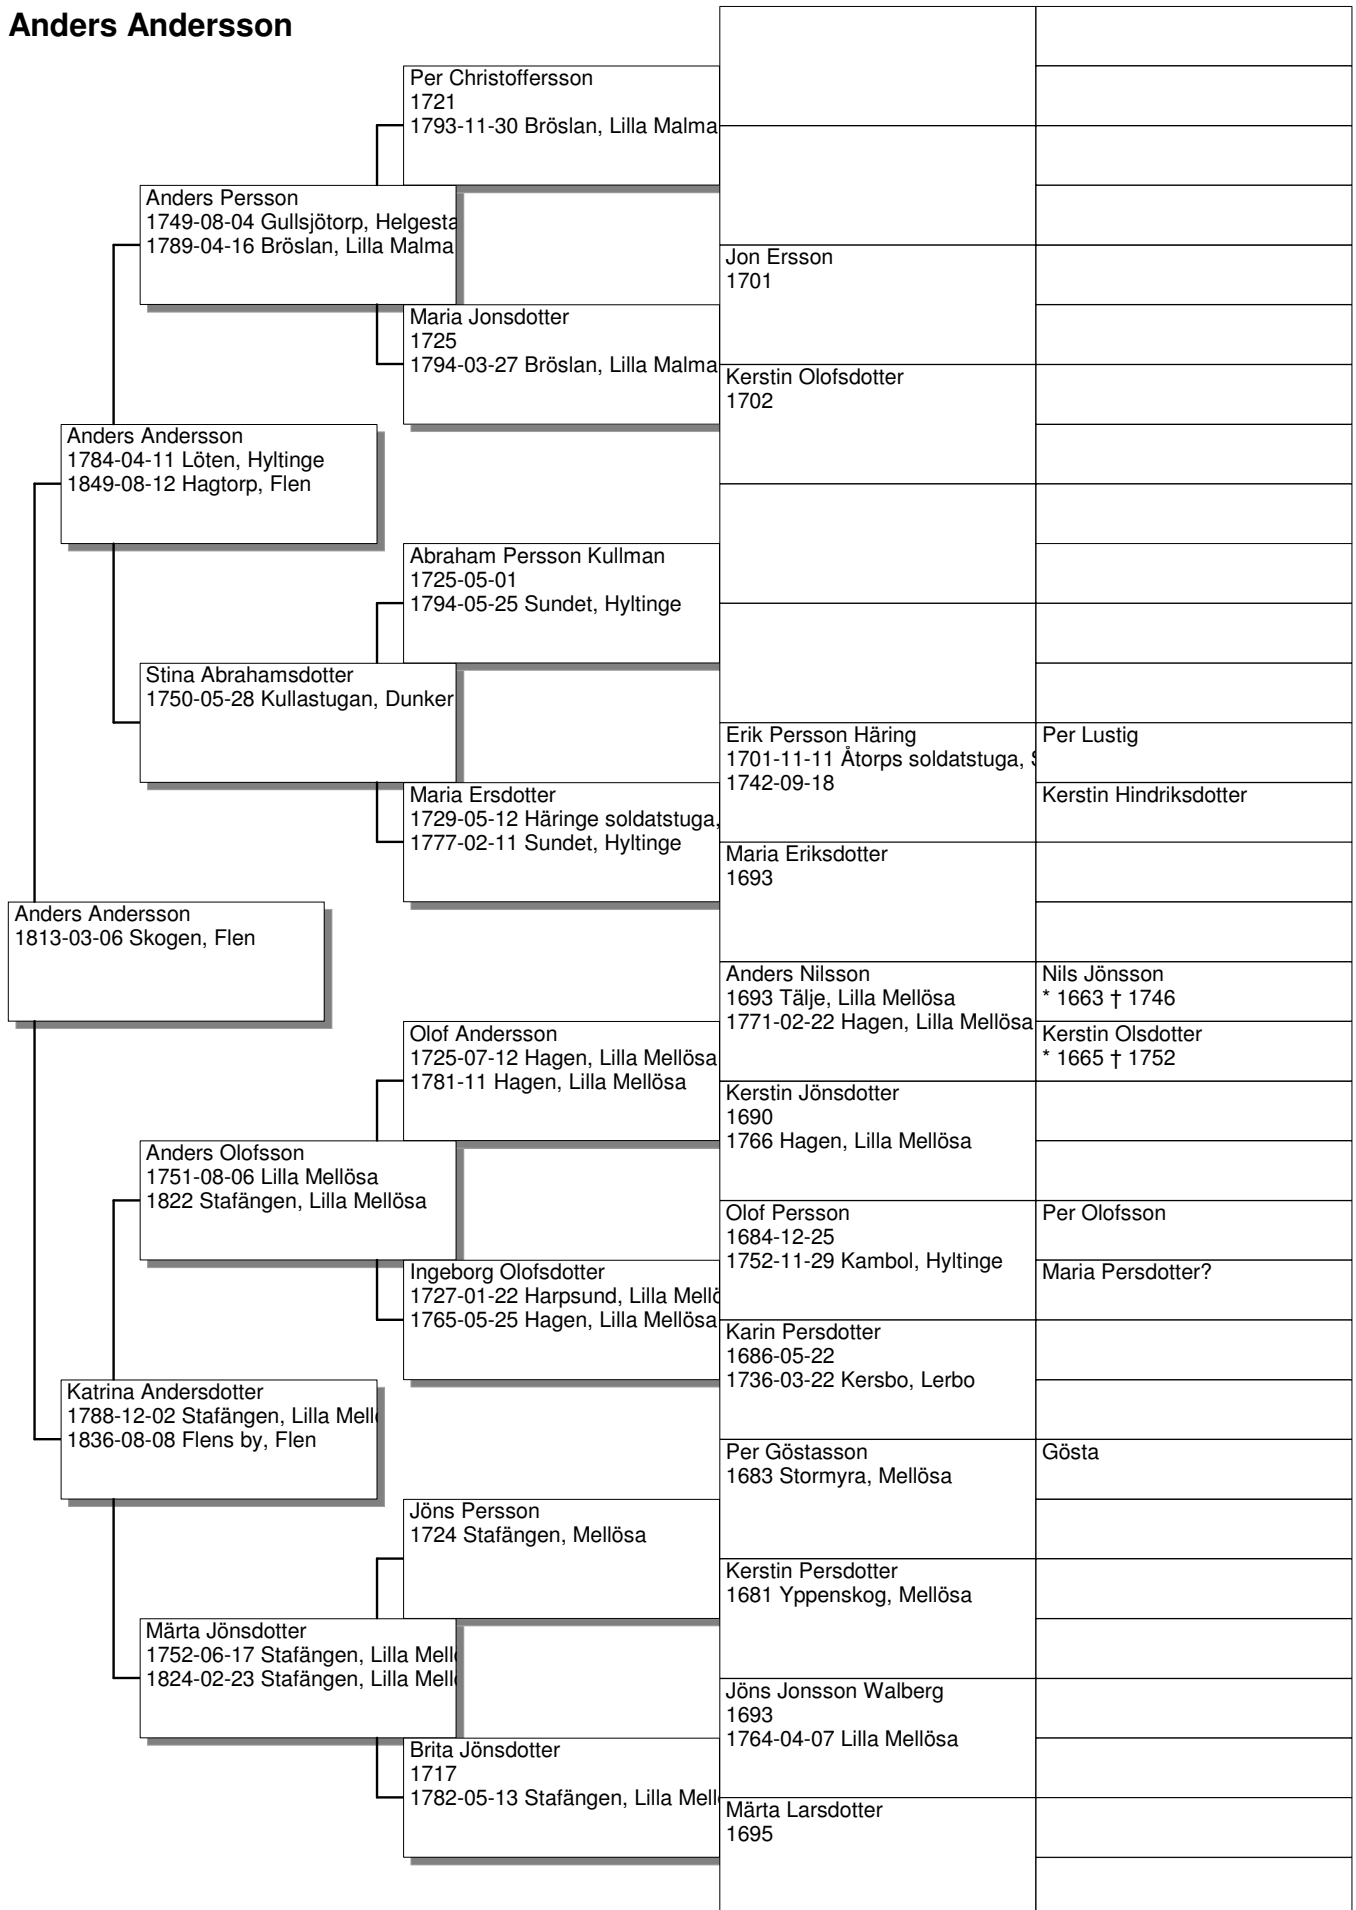 Anders Andersson
Per Christoffersson
1721
1793-11-30 Bröslan, Lilla Malma
Anders Persson
1749-08-04 Gullsjötorp, Helgesta
1789-04-16 Bröslan, Lilla Malma
Jon Ersson
1701
Maria Jonsdotter
1725
1794-03-27 Bröslan, Lilla Malma
Kerstin Olofsdotter
1702
Anders Andersson
1784-04-11 Löten, Hyltinge
1849-08-12 Hagtorp, Flen
Abraham Persson Kullman
1725-05-01
1794-05-25 Sundet, Hyltinge
Stina Abrahamsdotter
1750-05-28 Kullastugan, Dunker
Erik Persson Häring
1701-11-11 Åtorps soldatstuga,
1742-09-18
Per Lustig
Kerstin Hindriksdotter
Maria Ersdotter
1729-05-12 Häringe soldatstuga,
1777-02-11 Sundet, Hyltinge
Maria Eriksdotter
1693
Anders Andersson
1813-03-06 Skogen, Flen
Anders Nilsson
1693 Tälje, Lilla Mellösa
1771-02-22 Hagen, Lilla Mellösa
Nils Jönsson
* 1663 † 1746
Kerstin Olsdotter
* 1665 † 1752
Olof Andersson
1725-07-12 Hagen, Lilla Mellösa
1781-11 Hagen, Lilla Mellösa
Kerstin Jönsdotter
1690
1766 Hagen, Lilla Mellösa
Anders Olofsson
1751-08-06 Lilla Mellösa
1822 Stafängen, Lilla Mellösa
Olof Persson
1684-12-25
1752-11-29 Kambol, Hyltinge
Per Olofsson
Maria Persdotter?
Ingeborg Olofsdotter
1727-01-22 Harpsund, Lilla Mellö
1765-05-25 Hagen, Lilla Mellösa
Karin Persdotter
1686-05-22
1736-03-22 Kersbo, Lerbo
Katrina Andersdotter
1788-12-02 Stafängen, Lilla Mell
1836-08-08 Flens by, Flen
Per Göstasson
1683 Stormyra, Mellösa
Gösta
Jöns Persson
1724 Stafängen, Mellösa
Kerstin Persdotter
1681 Yppenskog, Mellösa
Märta Jönsdotter
1752-06-17 Stafängen, Lilla Mell
1824-02-23 Stafängen, Lilla Mell
Jöns Jonsson Walberg
1693
1764-04-07 Lilla Mellösa
Brita Jönsdotter
1717
1782-05-13 Stafängen, Lilla Mell
Märta Larsdotter
1695